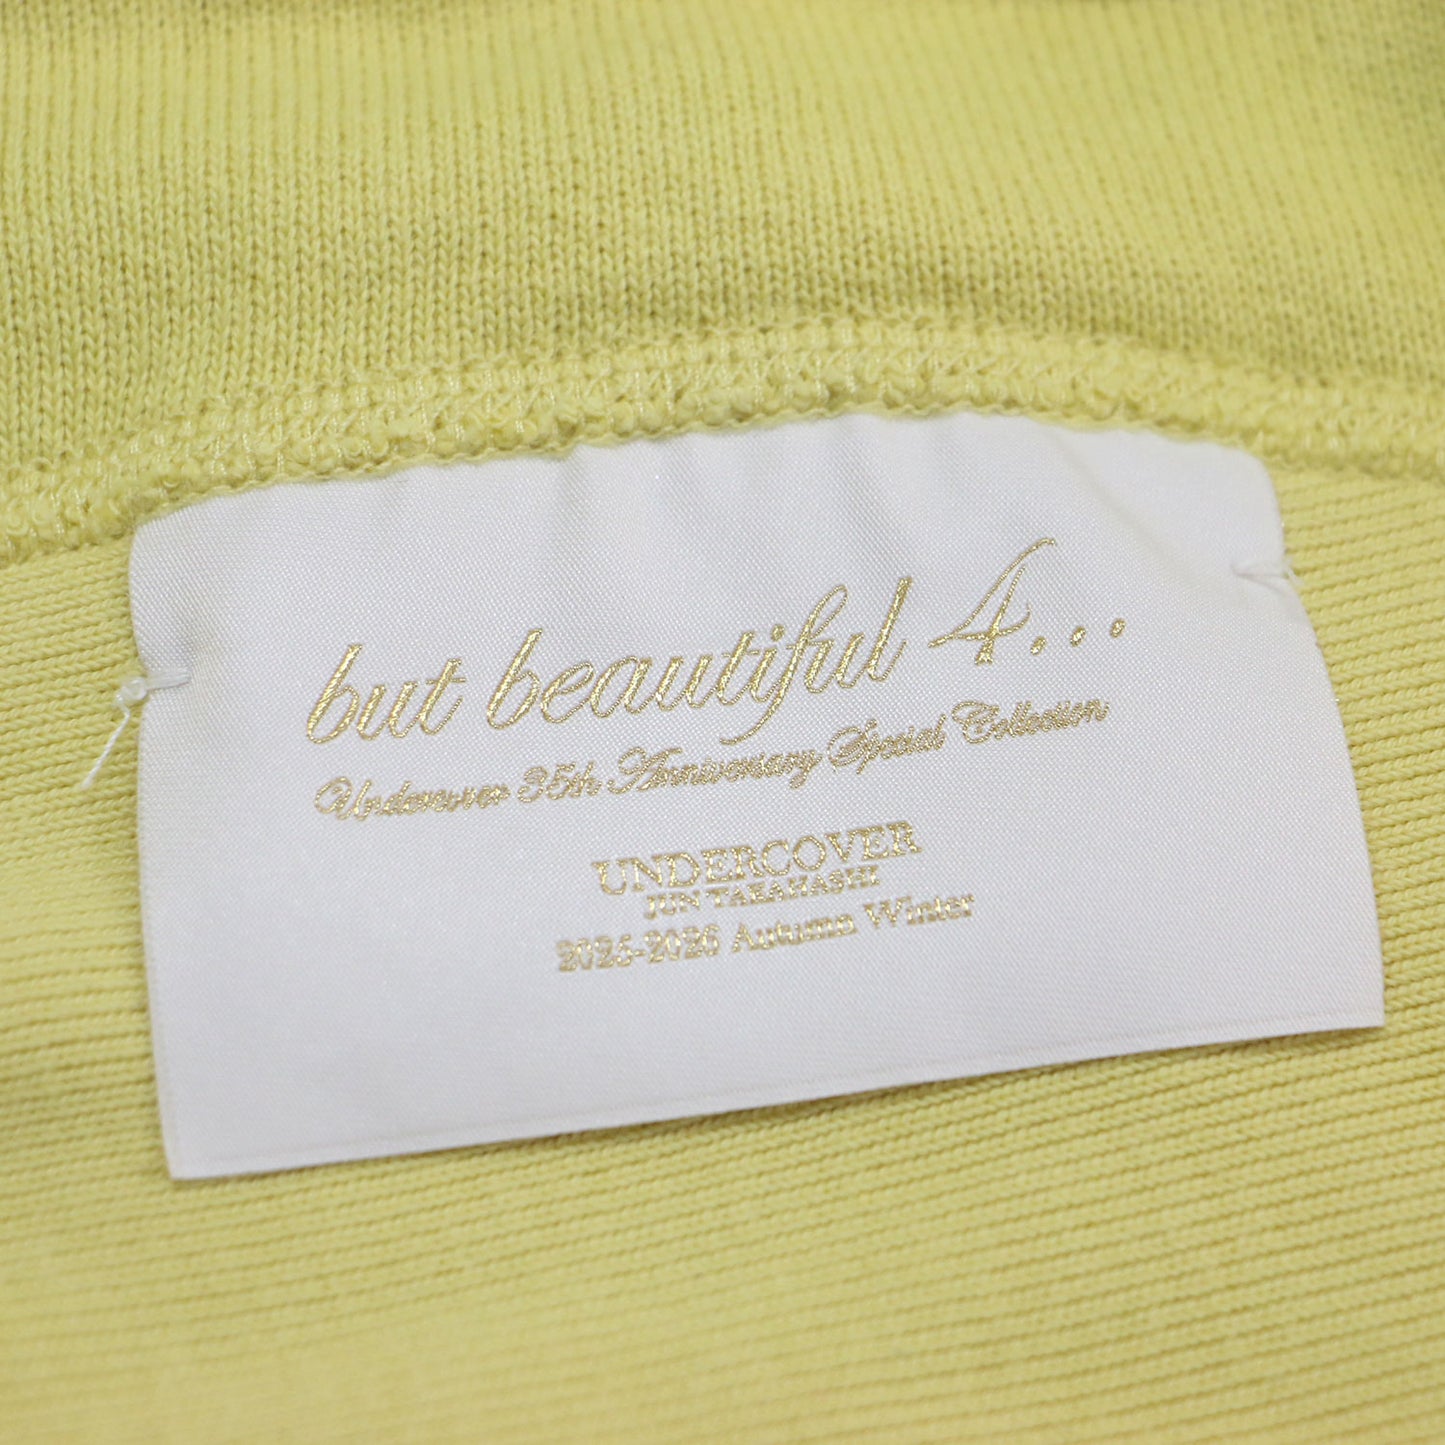 but beautiful 4...
Undercover 35th Anniversary Special Collection
UNDERCOVER
JUN TAKAHASHI
2025-2026 Autumn Winter